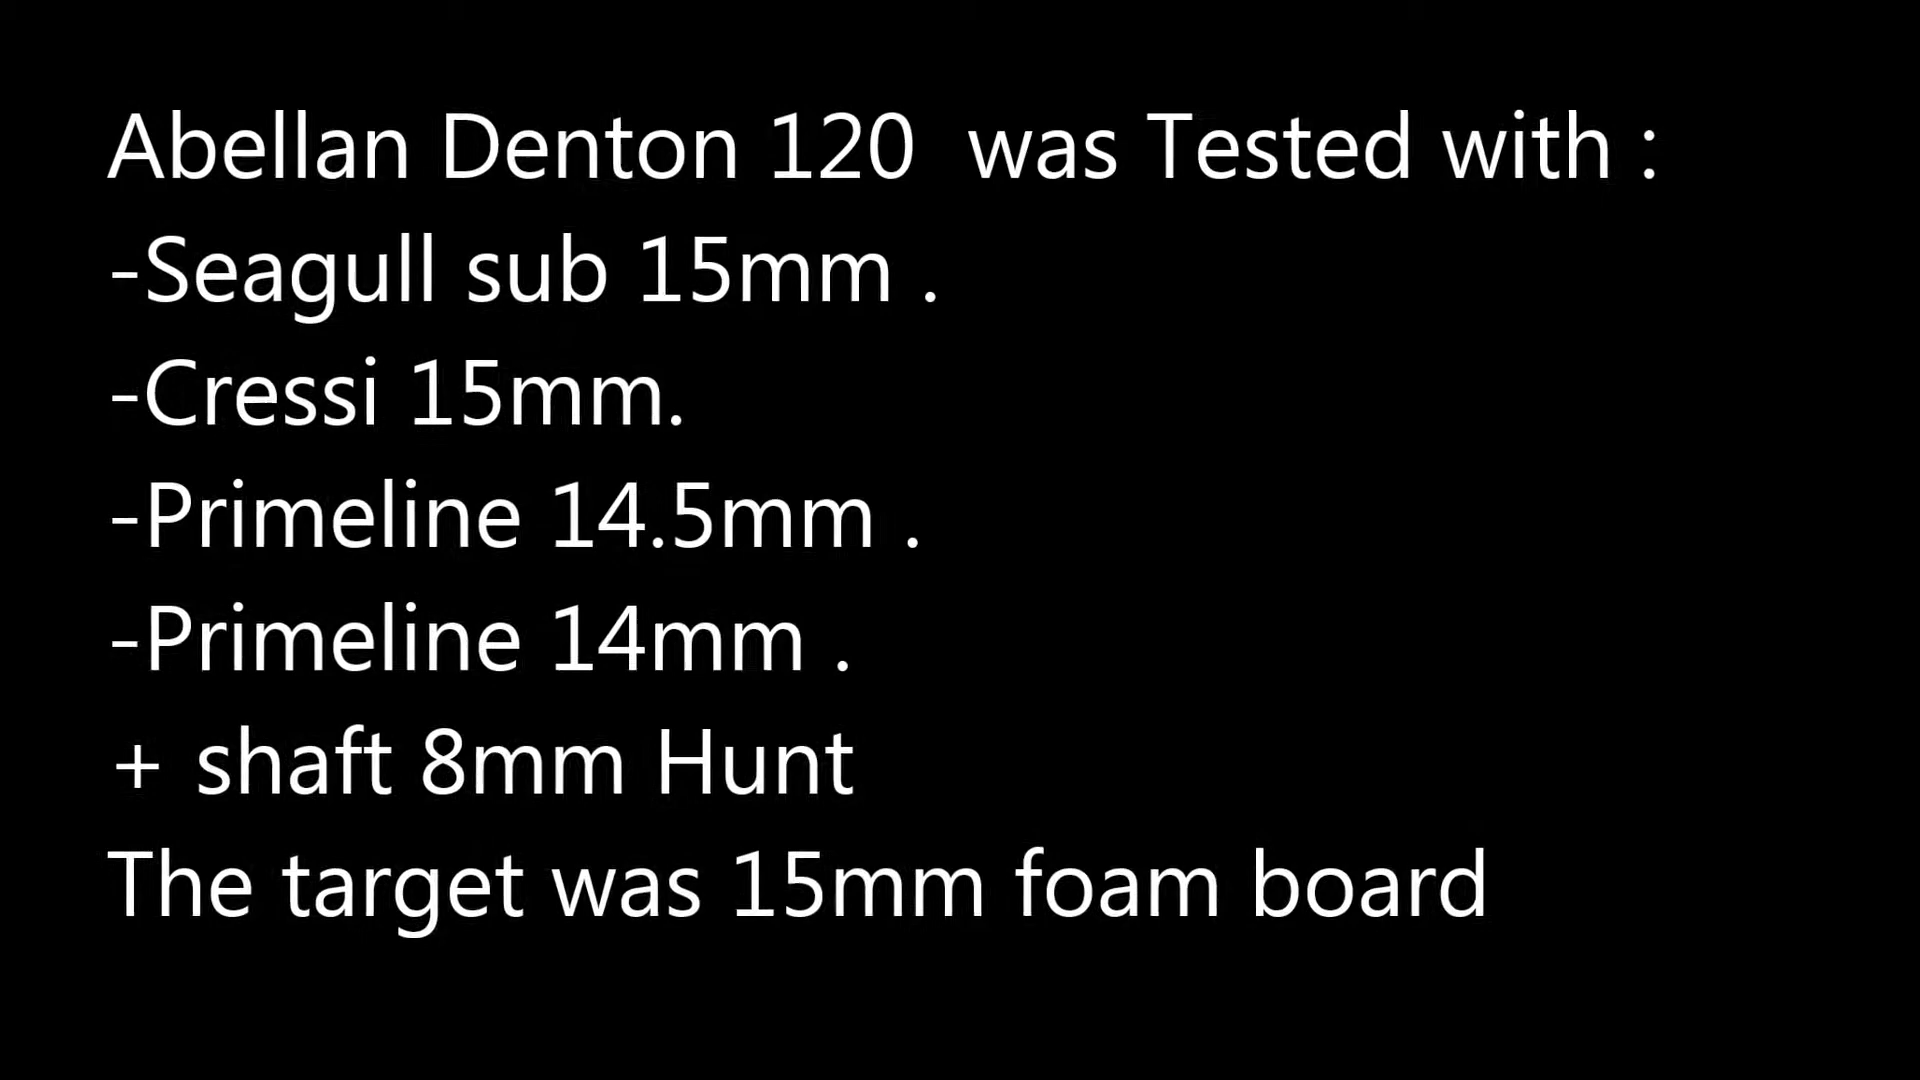 Abellan Denton 120  was Tested with :
-Seagull sub 15mm .
-Cressi 15mm.
-Primeline 14.5mm .
-Primeline 14mm .
+ shaft 8mm Hunt
The target was 15mm foam board